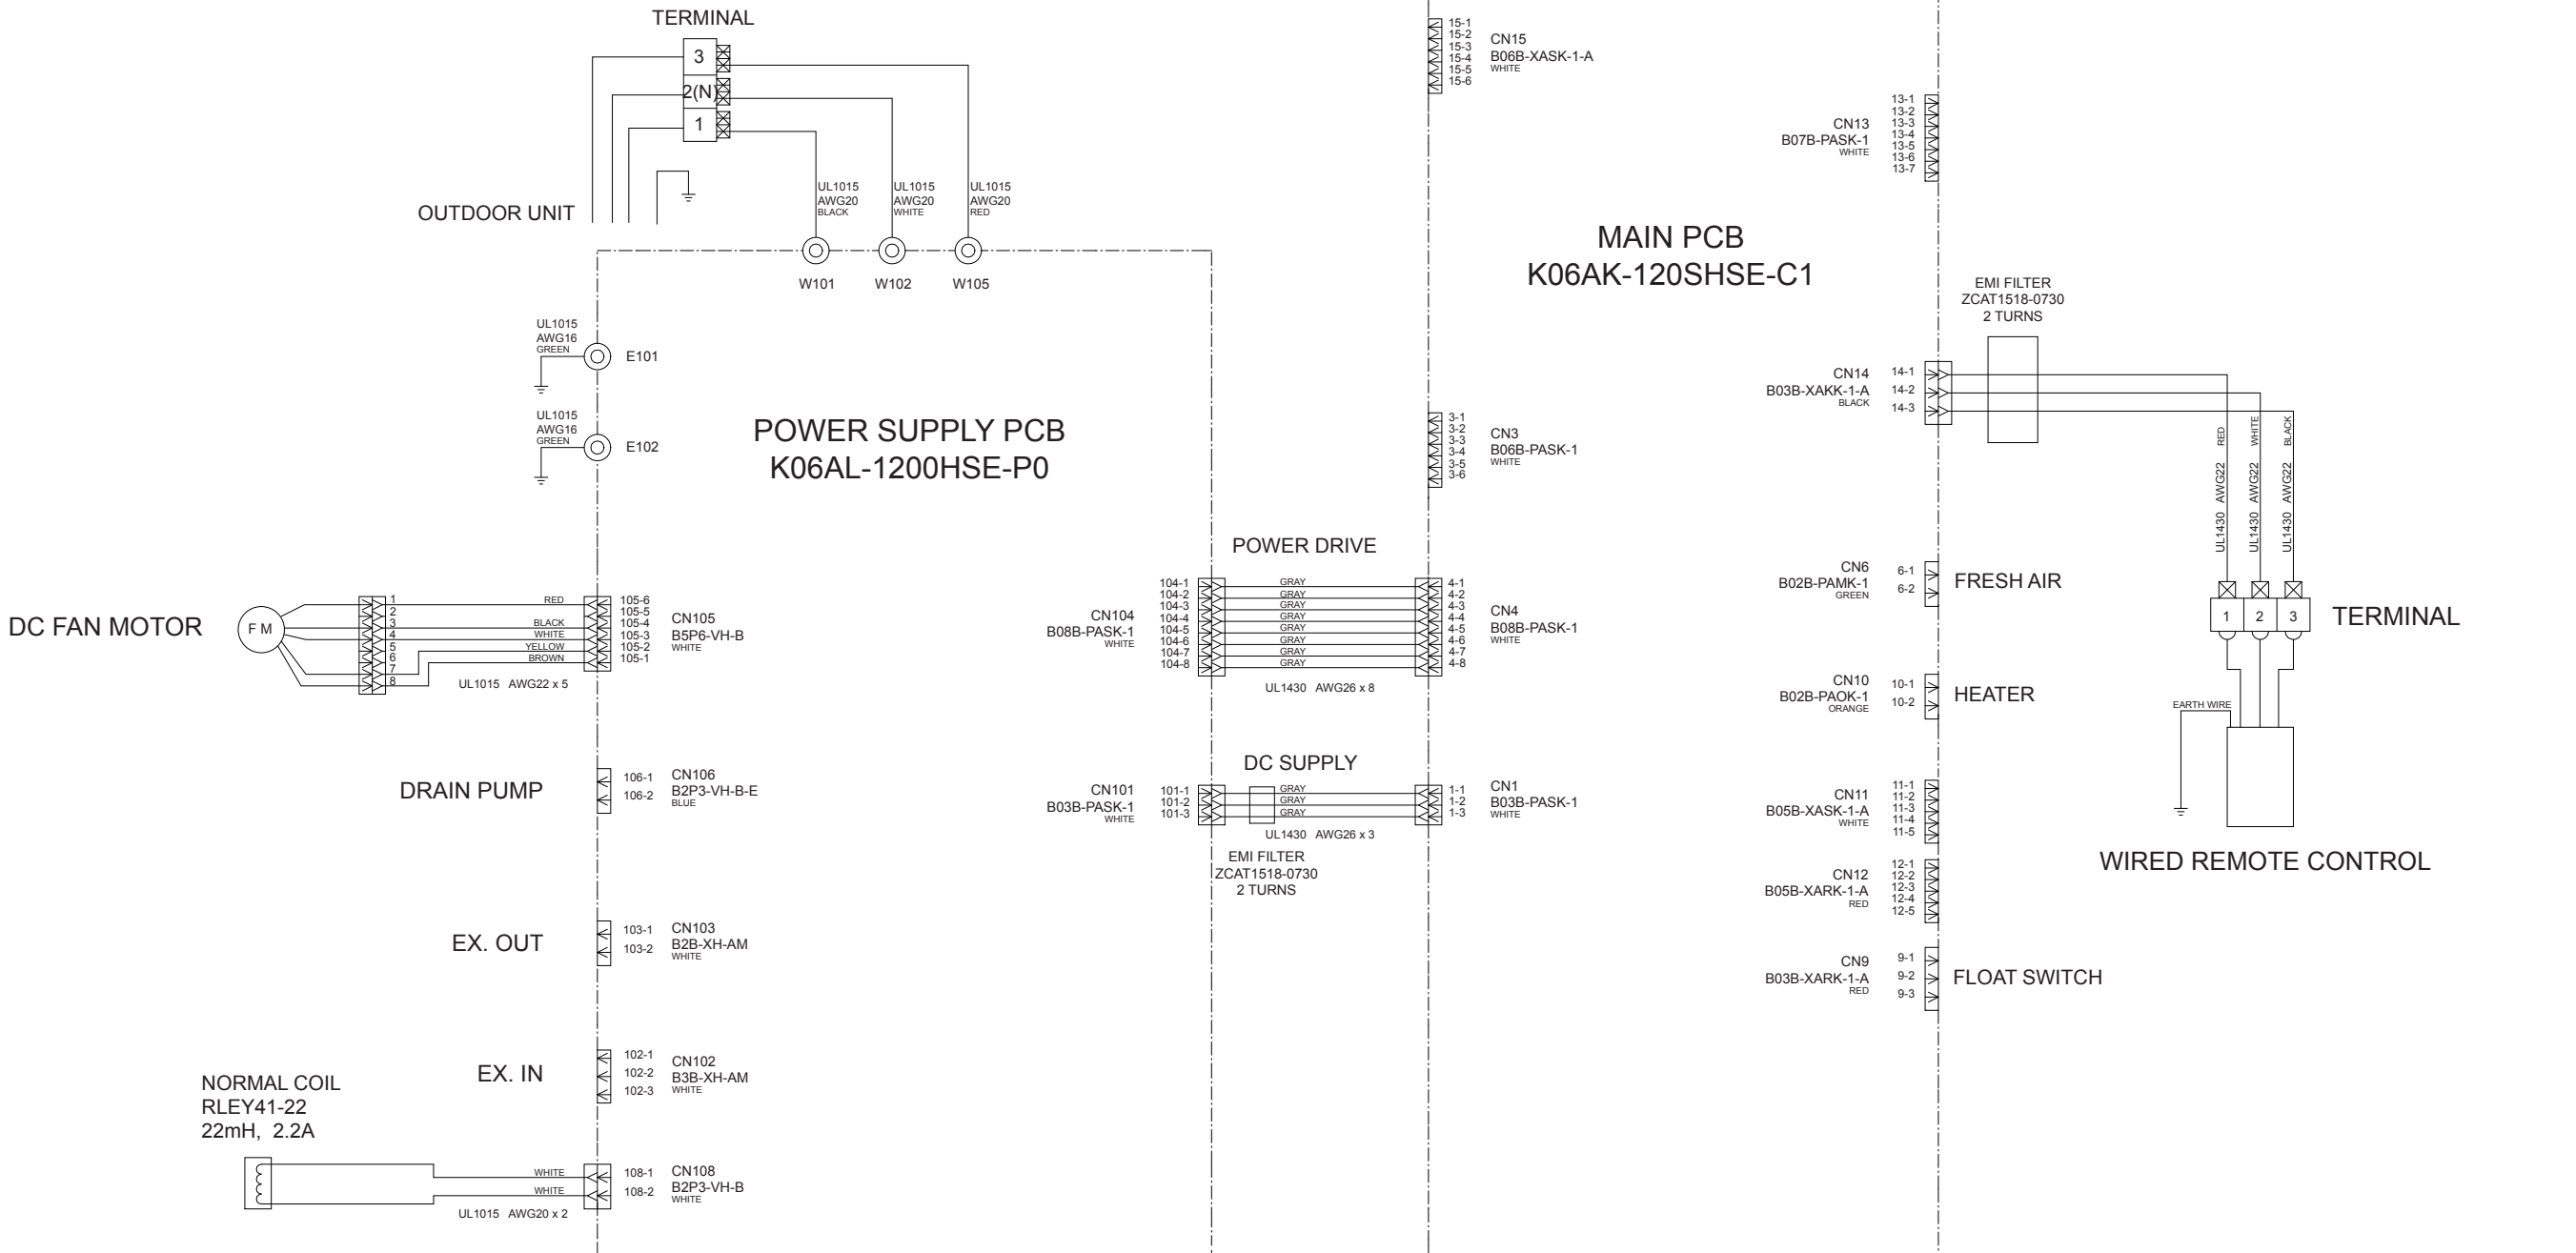 TERMINAL
3
2(N)
1
OUTDOOR UNIT
UL1015
AWG20
BLACK
UL1015
AWG20
WHITE
UL1015
AWG20
RED
W101
W102
W105
UL1015
AWG16
GREEN
E101
UL1015
AWG16
GREEN
E102
POWER SUPPLY PCB
K06AL-1200HSE-P0
DC FAN MOTOR
F M
1
2
3
4
5
6
7
8
RED
BLACK
WHITE
YELLOW
BROWN
UL1015 AWG22 x 5
105-6
105-5
105-4
105-3
105-2
105-1
CN105
B5P6-VH-B
WHITE
DRAIN PUMP
106-1
106-2
CN106
B2P3-VH-B-E
BLUE
EX. OUT
103-1
103-2
CN103
B2B-XH-AM
WHITE
EX. IN
102-1
102-2
102-3
CN102
B3B-XH-AM
WHITE
NORMAL COIL
RLEY41-22
22mH, 2.2A
WHITE
WHITE
UL1015 AWG20 x 2
108-1
108-2
CN108
B2P3-VH-B
WHITE
POWER DRIVE
CN104
B08B-PASK-1
WHITE
104-1
104-2
104-3
104-4
104-5
104-6
104-7
104-8
GRAY
GRAY
GRAY
GRAY
GRAY
GRAY
GRAY
GRAY
UL1430 AWG26 x 8
4-1
4-2
4-3
4-4
4-5
4-6
4-7
4-8
CN4
B08B-PASK-1
WHITE
DC SUPPLY
CN101
B03B-PASK-1
WHITE
101-1
101-2
101-3
GRAY
GRAY
GRAY
UL1430 AWG26 x 3
EMI FILTER
ZCAT1518-0730
2 TURNS
1-1
1-2
1-3
CN1
B03B-PASK-1
WHITE
15-1
15-2
15-3
15-4
15-5
15-6
CN15
B06B-XASK-1-A
WHITE
3-1
3-2
3-3
3-4
3-5
3-6
CN3
B06B-PASK-1
WHITE
MAIN PCB
K06AK-120SHSE-C1
CN13
B07B-PASK-1
WHITE
13-1
13-2
13-3
13-4
13-5
13-6
13-7
CN14
B03B-XAKK-1-A
BLACK
14-1
14-2
14-3
EMI FILTER
ZCAT1518-0730
2 TURNS
UL1430 AWG22 RED
UL1430 AWG22 WHITE
UL1430 AWG22 BLACK
1
2
3
TERMINAL
EARTH WIRE
WIRED REMOTE CONTROL
CN6
B02B-PAMK-1
GREEN
6-1
6-2
FRESH AIR
CN10
B02B-PAOK-1
ORANGE
10-1
10-2
HEATER
CN11
B05B-XASK-1-A
WHITE
11-1
11-2
11-3
11-4
11-5
CN12
B05B-XARK-1-A
RED
12-1
12-2
12-3
12-4
12-5
CN9
B03B-XARK-1-A
RED
9-1
9-2
9-3
FLOAT SWITCH